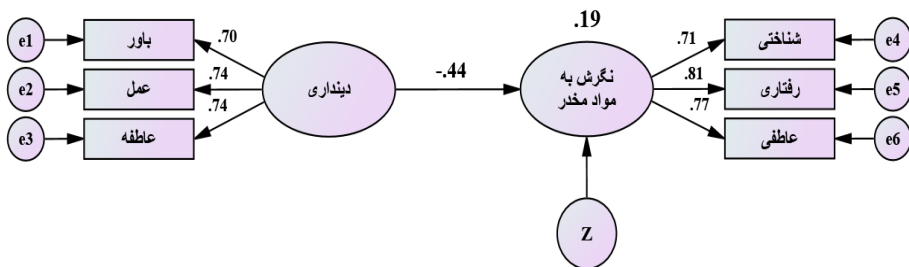 .19
e1
باور
.70
.71
شناختی
e4
e2
عمل
.74
دینداری
-.44
نگرش به
مواد مخدر
.81
رفتاری
e5
e3
عاطفه
.74
.77
عاطفی
e6
Z